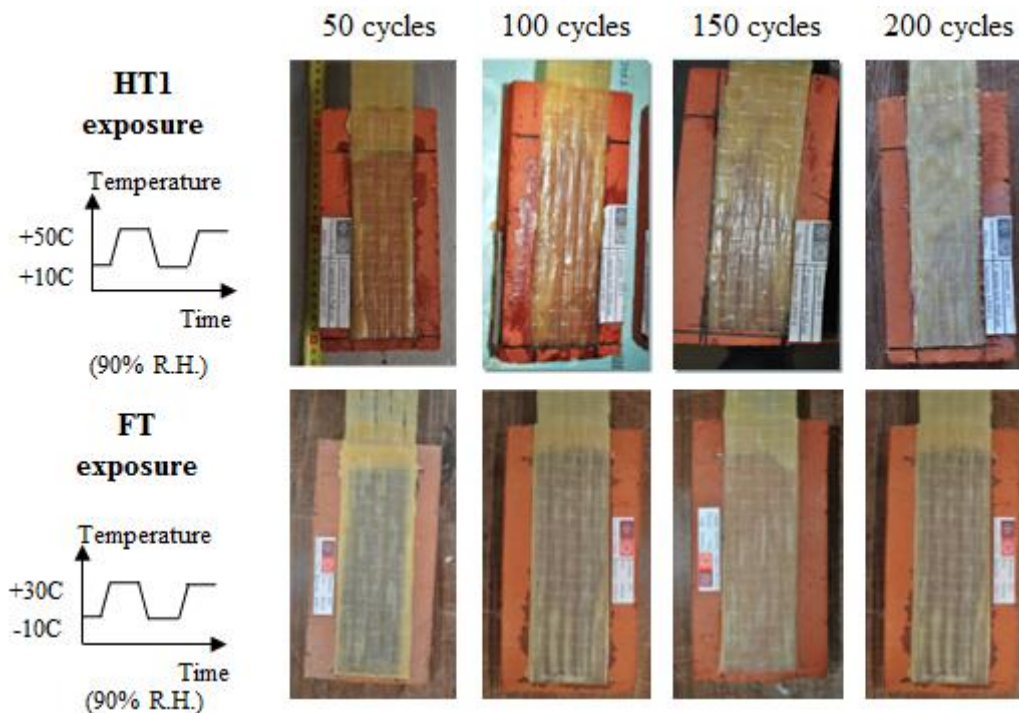 50 cycles
100 cycles
150 cycles
200 cycles
HT1
exposure
Temperature
+50C
+10C
Time
(90% R.H.)
FT
exposure
Temperature
+30C
-10C
Time
(90% R.H.)